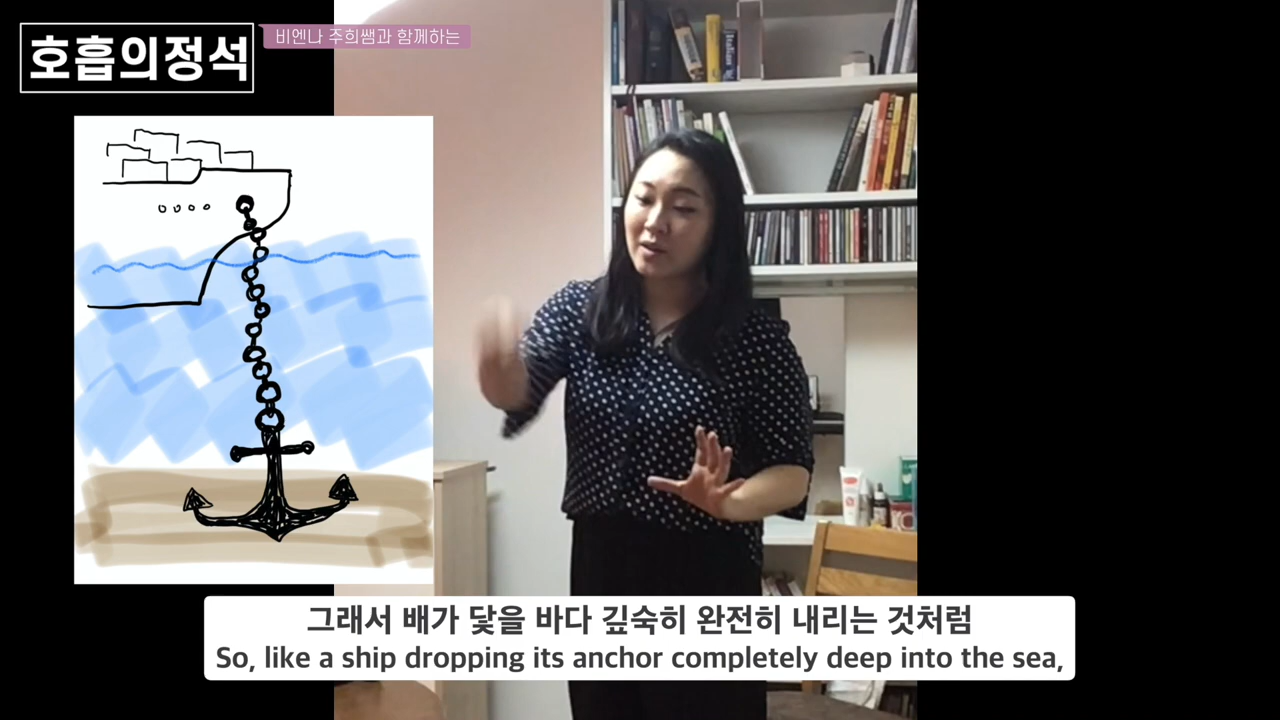 비엔나 주희쌤과 함께하는
호흡의정석
Italian
그래서 배가 닻을 바다 깊숙히 완전히 내리는 것처럼
So, like a ship dropping its anchor completely deep into the sea,